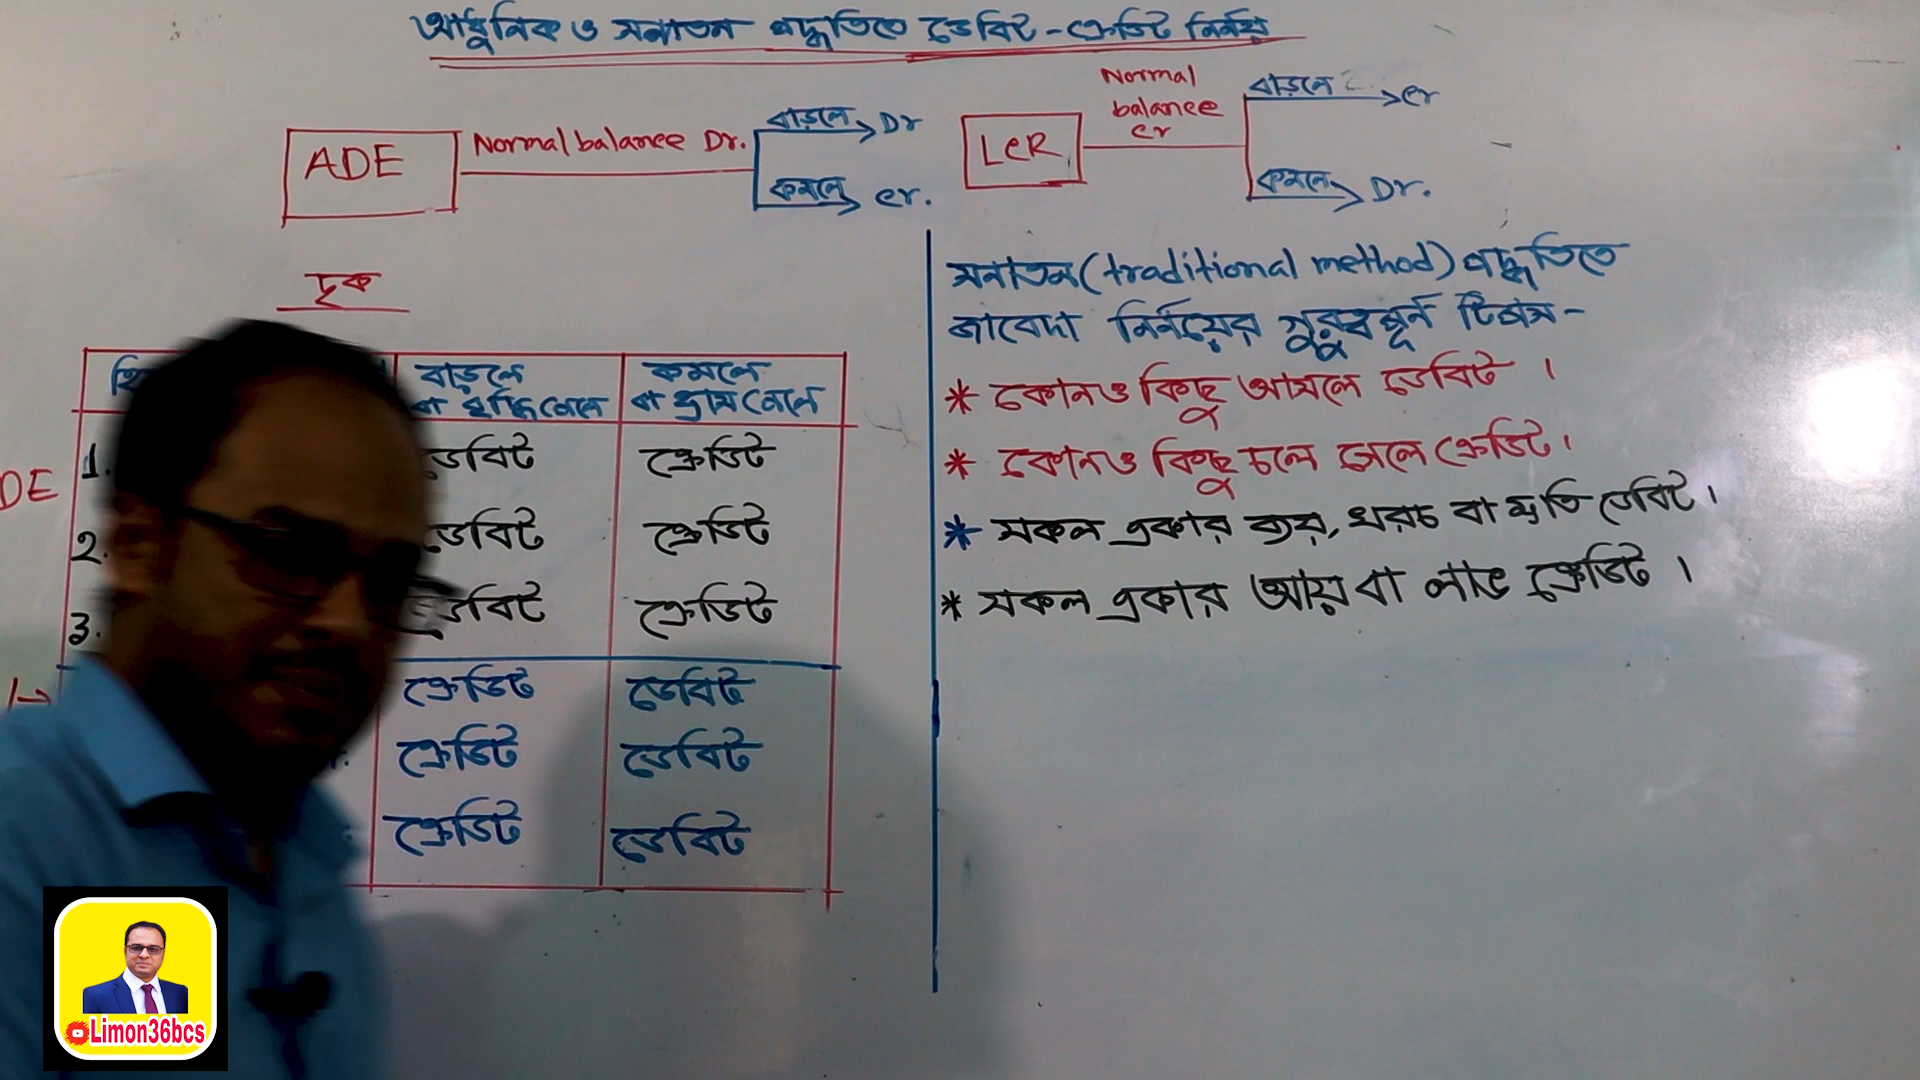 আধুনিক ও সনাতন পদ্ধতিতে ডেবিট-ক্রেডিট নির্নয়
ADE
Normal balance Dr.
বাড়লে Dr
কমলে cr.
LCR
Normal
balance
cr
বাড়লে cr
কমলে Dr.
ছক
বাড়লে
বা বৃদ্ধি পেলে
কমলে
বা হ্রাস পেলে
DE
1. ডেবিট ক্রেডিট
2. ডেবিট ক্রেডিট
3. ডেবিট ক্রেডিট
ক্রেডিট ডেবিট
ক্রেডিট ডেবিট
ক্রেডিট ডেবিট
সনাতন (traditional method) পদ্ধতিতে
জাবেদা নির্নয়ের গুরুত্বপূর্ন টিপস-
* কোনও কিছু আসলে ডেবিট।
* কোনও কিছু চলে গেলে ক্রেডিট।
* সকল প্রকার ব্যয়, খরচ বা ক্ষতি ডেবিট।
* সকল প্রকার আয় বা লাভ ক্রেডিট।
Limon36bcs